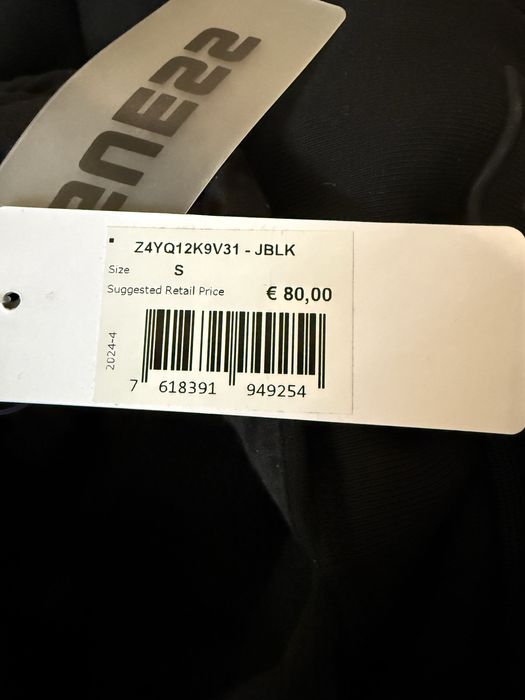 Z4YQ12K9V31 - JBLK
Size S
Suggested Retail Price € 80,00
2024-4
7 618391 949254